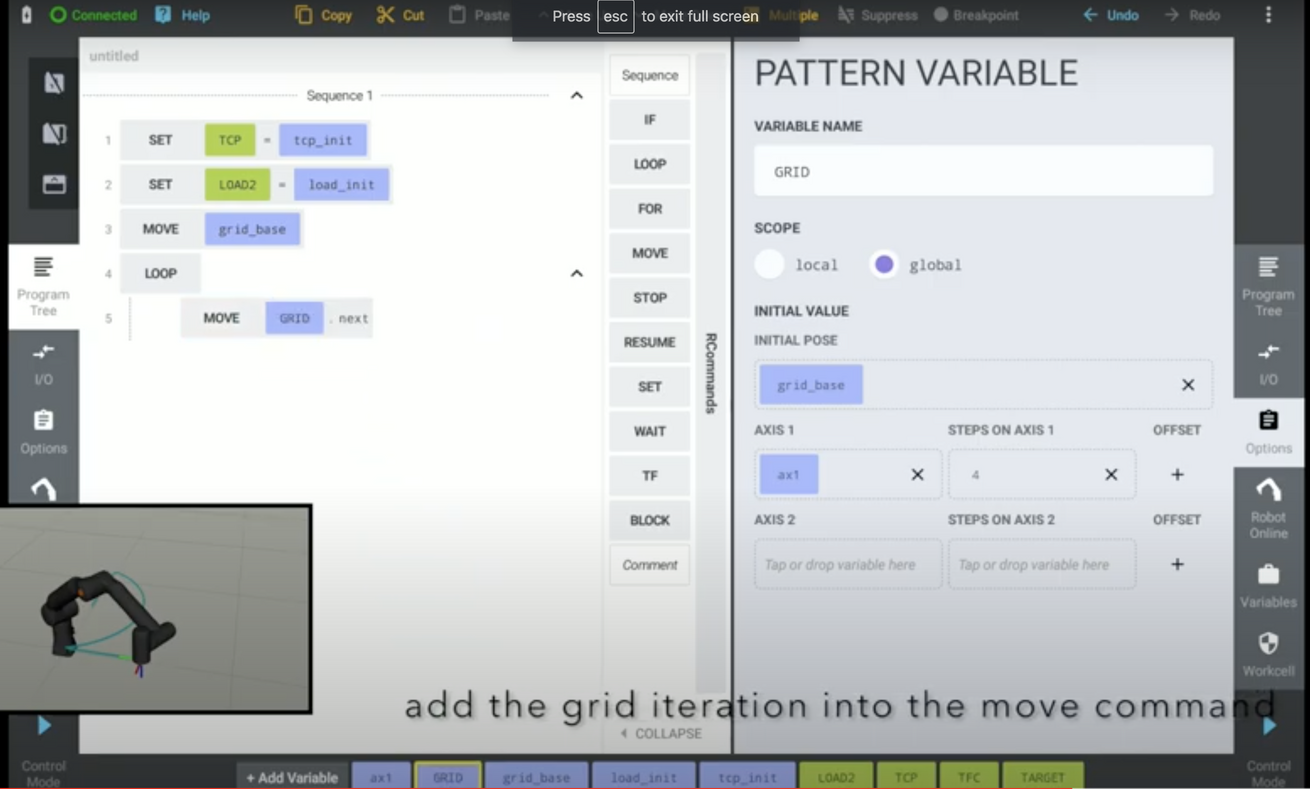 Connected
Help
Copy
Cut
Paste
Press esc to exit full screen
Multiple
Suppress
Breakpoint
Undo
Redo
untitled
Sequence 1
1 SET TCP = tcp_init
2 SET LOAD2 = load_init
3 MOVE grid_base
4 LOOP
5 MOVE GRID . next
Program
Tree
I/O
Options
Control
Mode
Sequence
IF
LOOP
FOR
MOVE
STOP
RESUME
SET
WAIT
TF
BLOCK
Comment
RCommands
COLLAPSE
PATTERN VARIABLE
VARIABLE NAME
GRID
SCOPE
local global
INITIAL VALUE
INITIAL POSE
grid_base
AXIS 1 STEPS ON AXIS 1 OFFSET
ax1 4 +
AXIS 2 STEPS ON AXIS 2 OFFSET
Tap or drop variable here Tap or drop variable here +
Program
Tree
I/O
Options
Robot
Online
Variables
Workcell
Control
Mode
add the grid iteration into the move command
+ Add Variable ax1 GRID grid_base load_init tcp_init LOAD2 TCP TFC TARGET